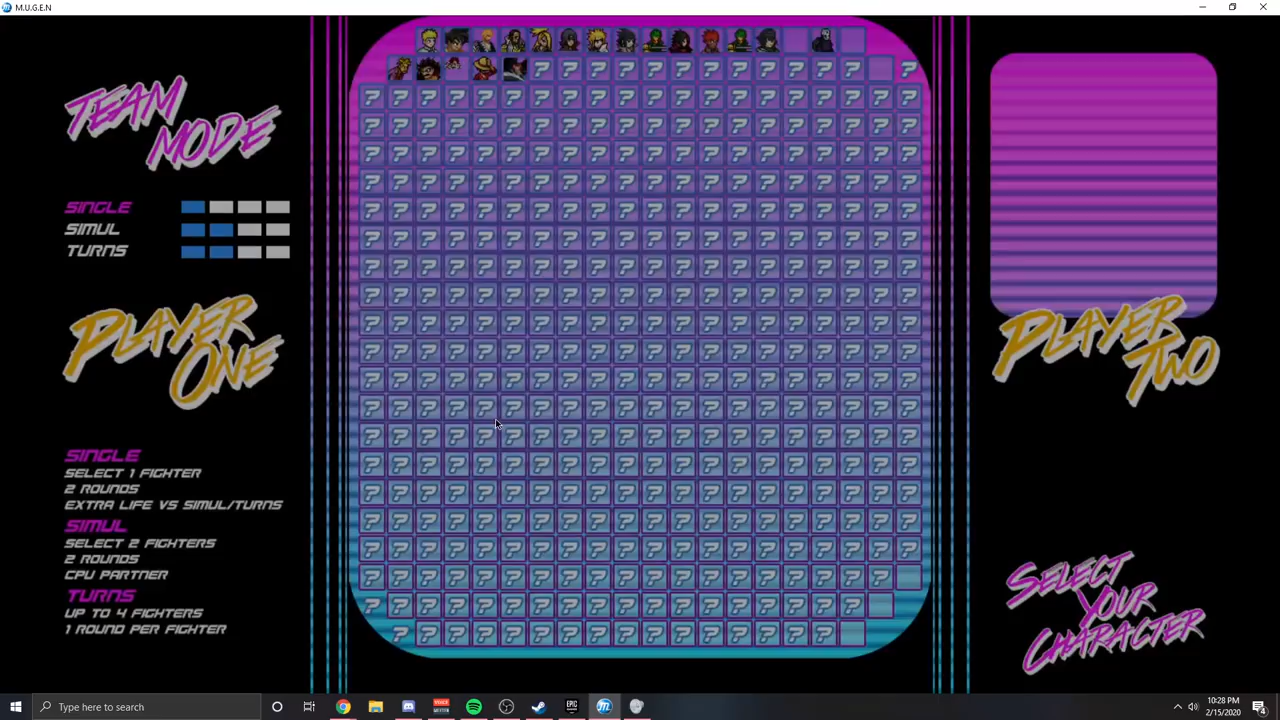 M.U.G.E.N
TEAM
MODE
SINGLE
SIMUL
TURNS
PLAYER
ONE
SINGLE
SELECT 1 FIGHTER
2 ROUNDS
EXTRA LIFE VS SIMUL/TURNS
SIMUL
SELECT 2 FIGHTERS
2 ROUNDS
CPU PARTNER
TURNS
UP TO 4 FIGHTERS
1 ROUND PER FIGHTER
PLAYER
TWO
SELECT
YOUR
CHARACTER
Type here to search
10:28 PM
2/15/2020